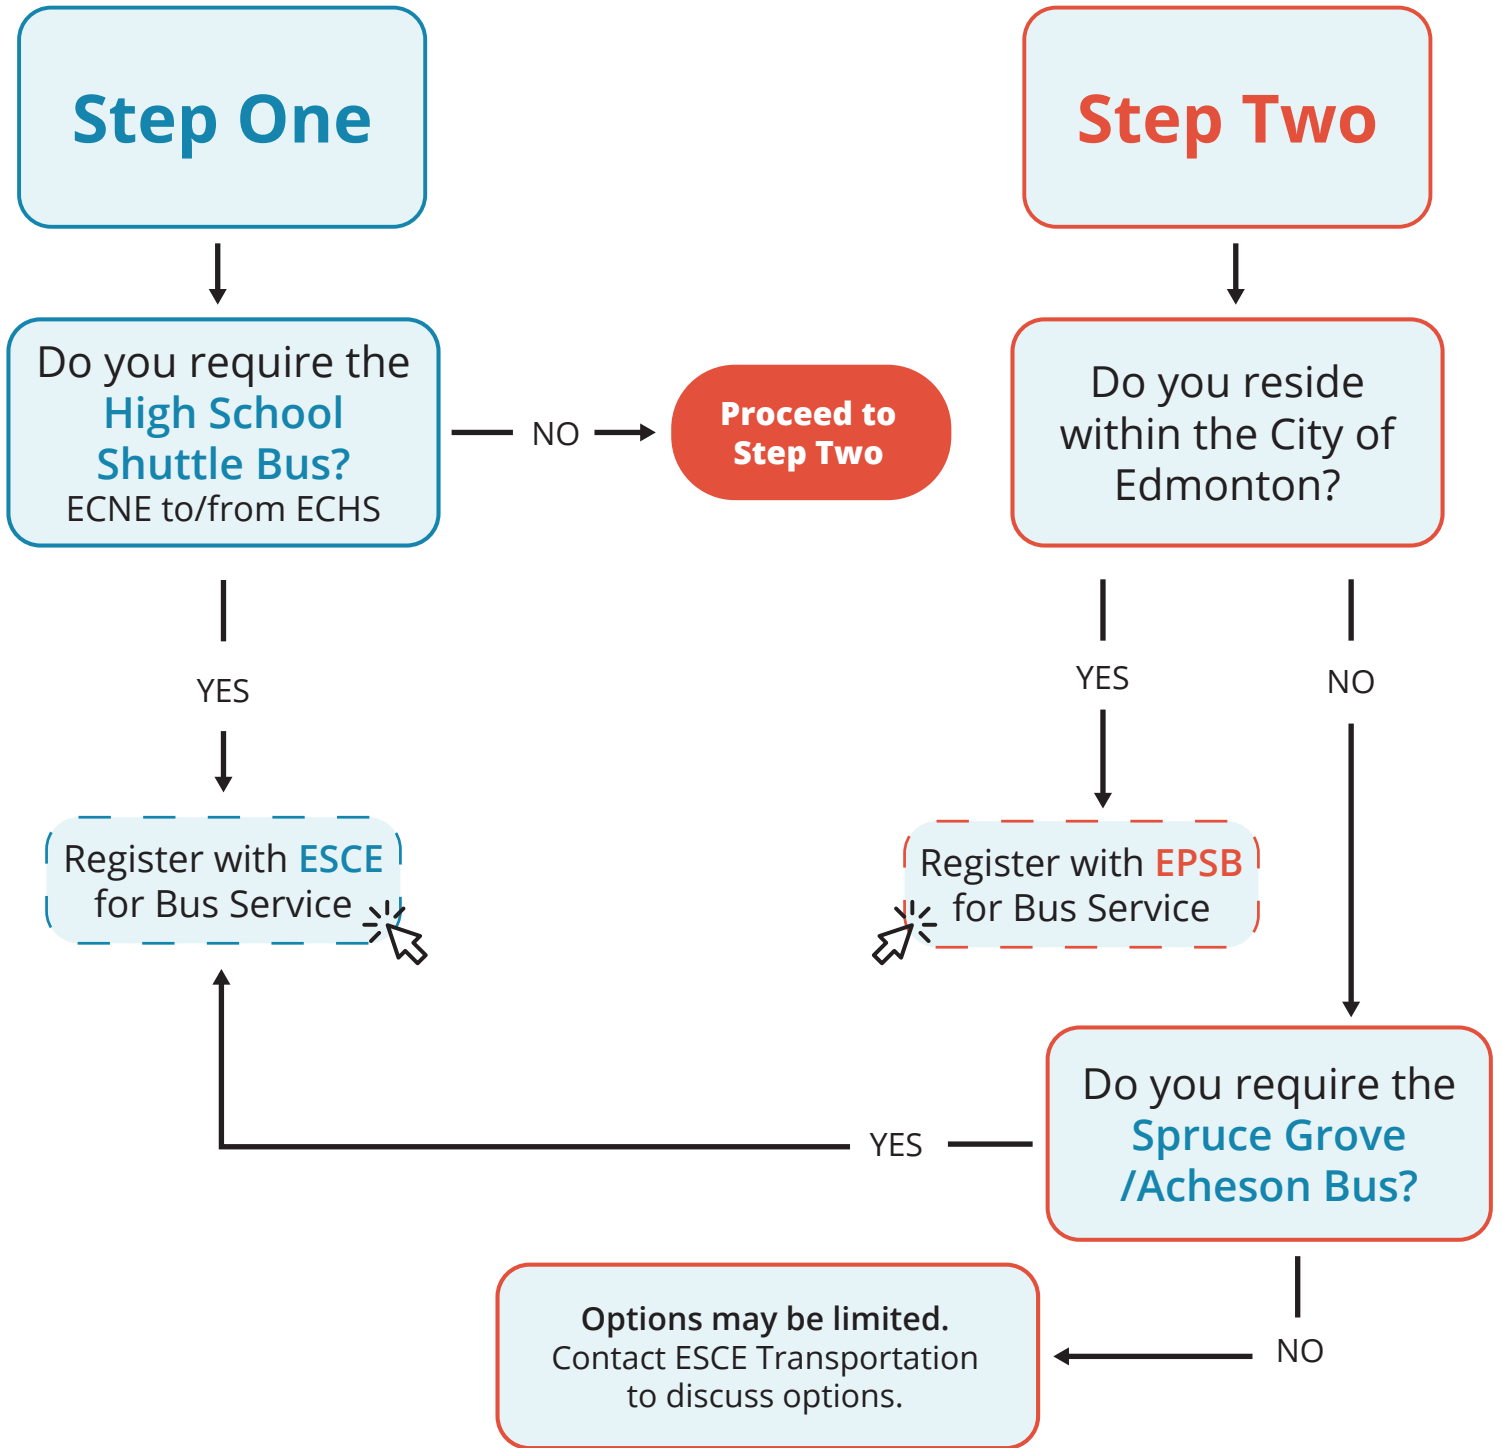 Step One
Do you require the
High School
Shuttle Bus?
ECNE to/from ECHS
NO
Proceed to
Step Two
YES
Register with ESCE
for Bus Service
Step Two
Do you reside
within the City of
Edmonton?
YES
NO
Register with EPSB
for Bus Service
Do you require the
Spruce Grove
/Acheson Bus?
YES
NO
Options may be limited.
Contact ESCE Transportation
to discuss options.